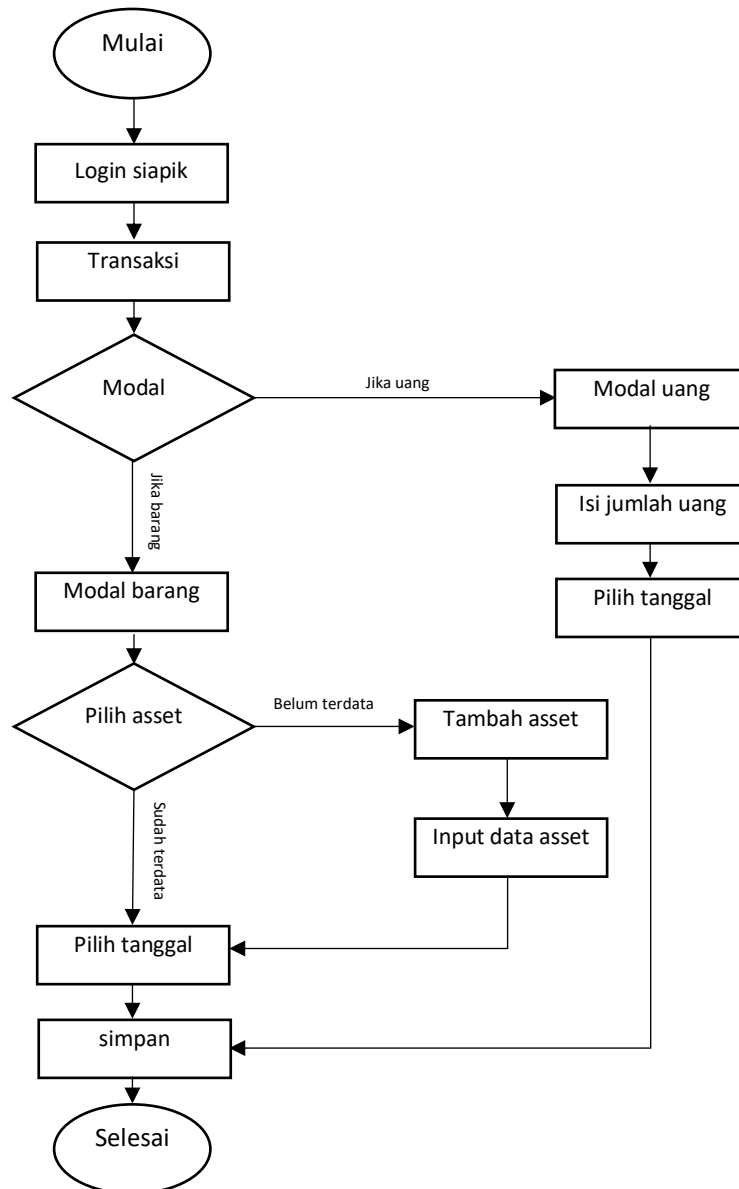 Mulai
Login siapik
Transaksi
Modal
Jika uang
Modal uang
Isi jumlah uang
Pilih tanggal
Jika barang
Modal barang
Pilih asset
Belum terdata
Tambah asset
Input data asset
Sudah terdata
Pilih tanggal
simpan
Selesai